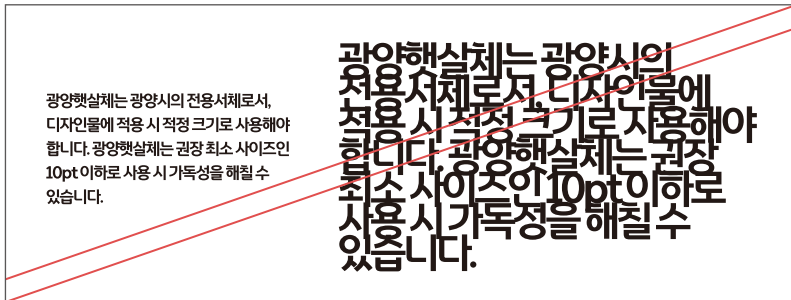 광양햇살체는 광양시의 전용서체로서,
디자인물에 적용 시 적정 크기로 사용해야
합니다. 광양햇살체는 권장 최소 사이즈인
10pt 이하로 사용 시 가독성을 해칠 수
있습니다.
광양햇살체는 광양시의
전용서체로서, 디자인물에
적용 시 적정 크기로 사용해야
합니다. 광양햇살체는 권장
최소 사이즈인 10pt 이하로
사용 시 가독성을 해칠 수
있습니다.